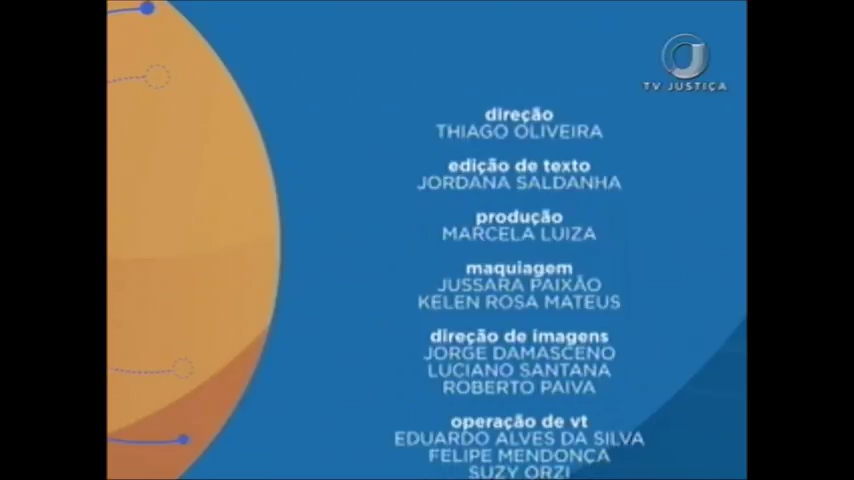 TV JUSTIÇA
direção
THIAGO OLIVEIRA
edição de texto
JORDANA SALDANHA
produção
MARCELA LUIZA
maquiagem
JUSSARA PAIXÃO
KELEN ROSA MATEUS
direção de imagens
JORGE DAMASCENO
LUCIANO SANTANA
ROBERTO PAIVA
operação de vt
EDUARDO ALVES DA SILVA
FELIPE MENDONÇA
SUZY ORZI